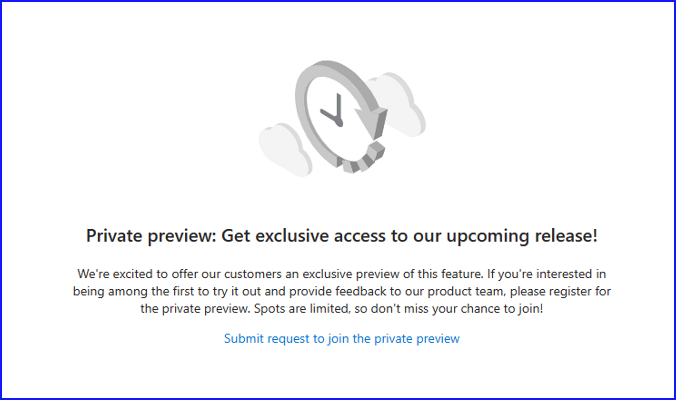 Private preview: Get exclusive access to our upcoming release!
We're excited to offer our customers an exclusive preview of this feature. If you're interested in
being among the first to try it out and provide feedback to our product team, please register for
the private preview. Spots are limited, so don't miss your chance to join!
Submit request to join the private preview